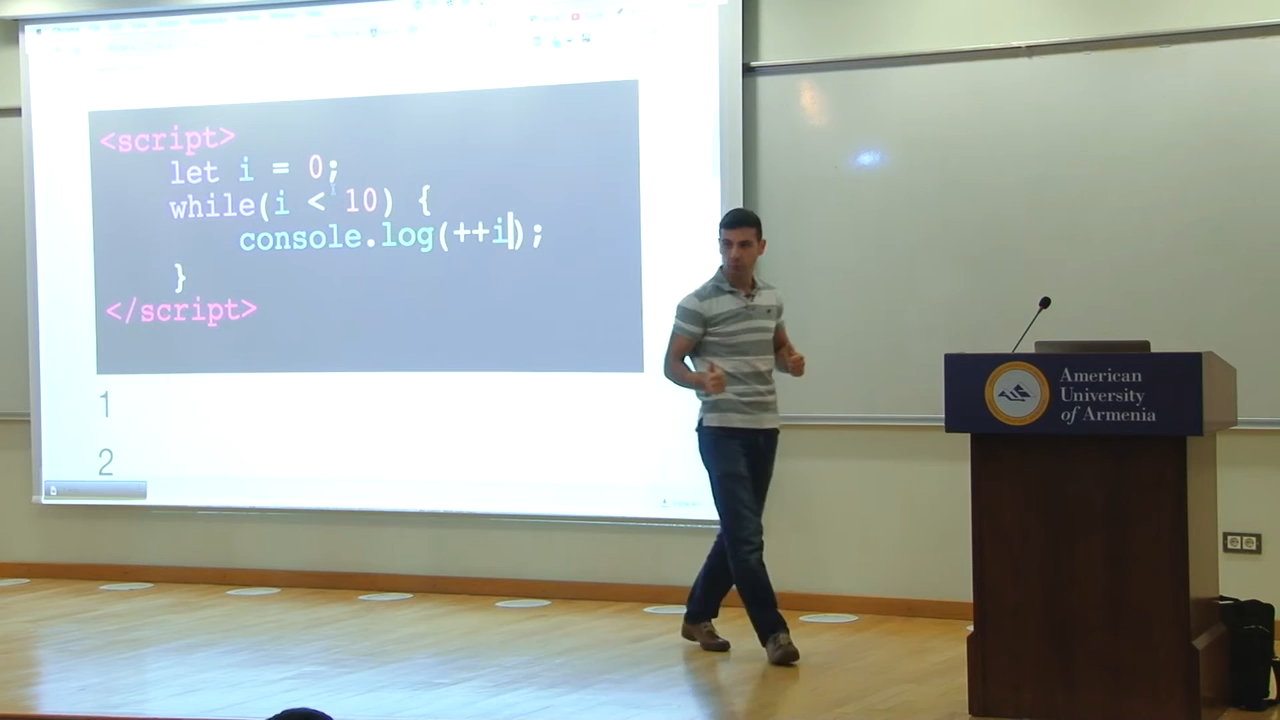 <script>
let i = 0;
while(i < 10) {
console.log(++i);
}
</script>
1
2
American
University
of Armenia